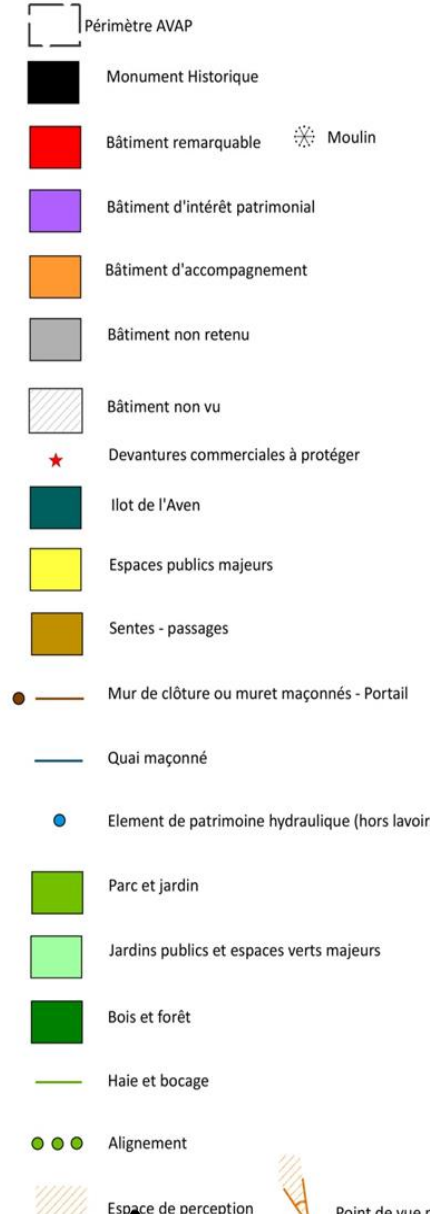 Périmètre AVAP
Monument Historique
Bâtiment remarquable
Moulin
Bâtiment d'intérêt patrimonial
Bâtiment d'accompagnement
Bâtiment non retenu
Bâtiment non vu
Devantures commerciales à protéger
Ilot de l'Aven
Espaces publics majeurs
Sentes - passages
Mur de clôture ou muret maçonnés - Portail
Quai maçonné
Element de patrimoine hydraulique (hors lavoir
Parc et jardin
Jardins publics et espaces verts majeurs
Bois et forêt
Haie et bocage
Alignement
Espace de perception
Point de vue